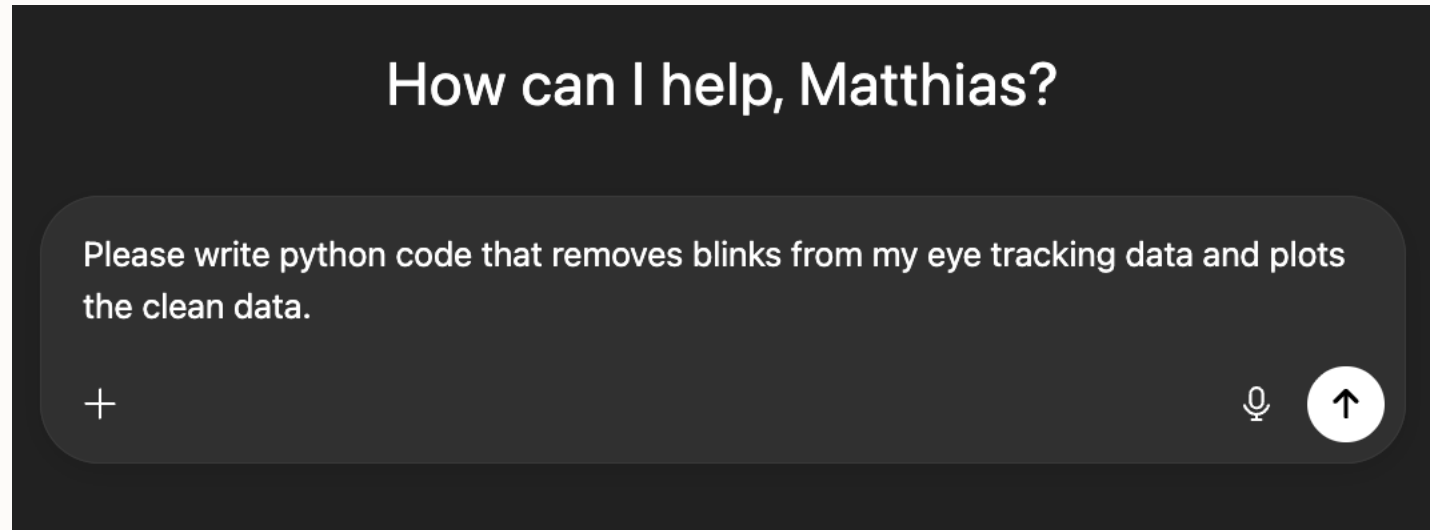 How can I help, Matthias?
Please write python code that removes blinks from my eye tracking data and plots
the clean data.